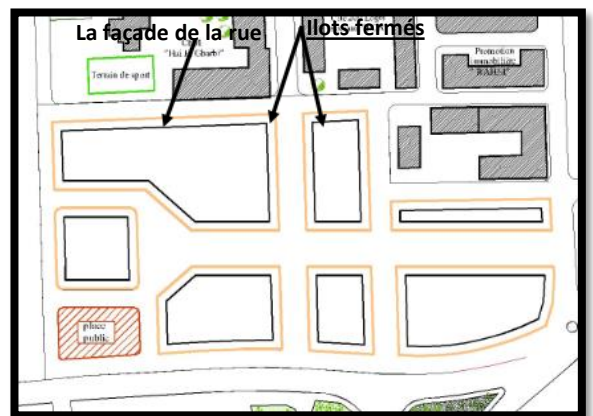 La façade de la rue
Ilots fermés
Terrain de sport
Promotion
immobilière
place
public